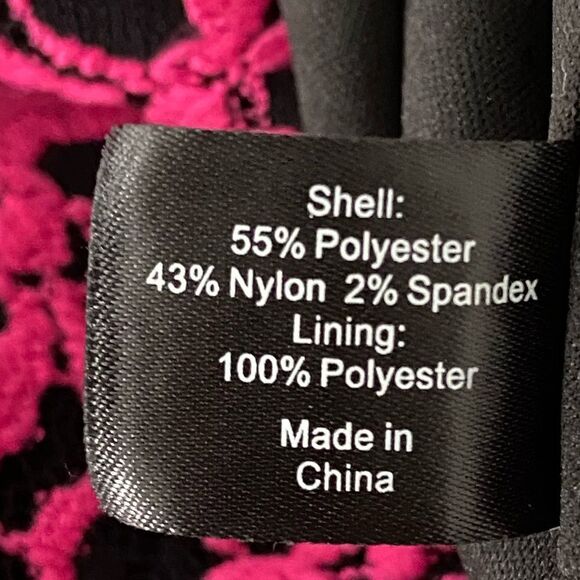 Shell:
55% Polyester
43% Nylon 2% Spandex
Lining:
100% Polyester
Made in
China